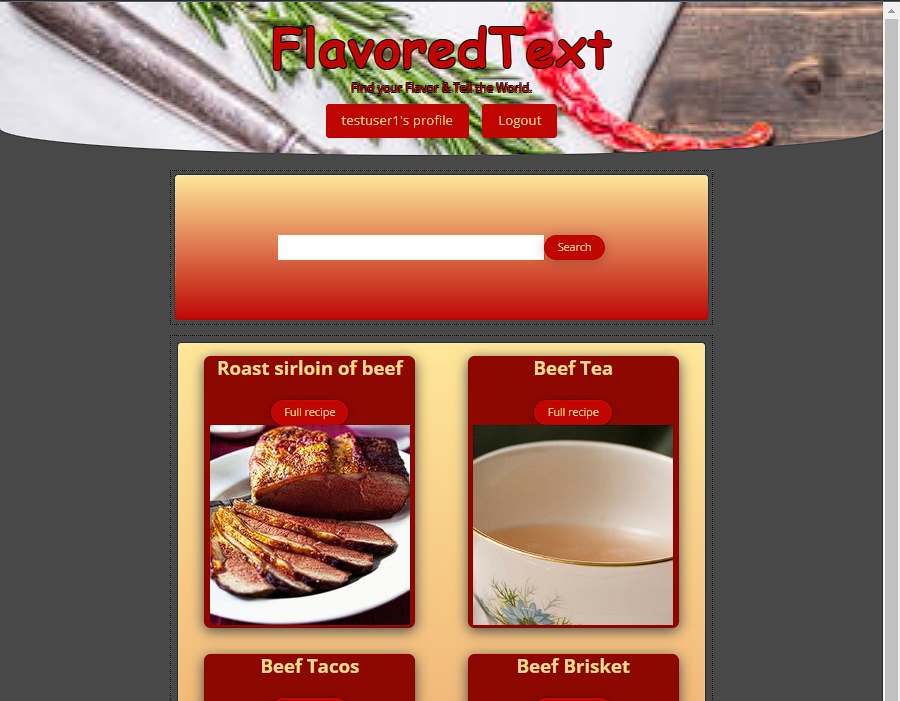 FlavoredText
Find your Flavor & Tell the World.
testuser1's profile Logout
Search
Roast sirloin of beef Beef Tea
Full recipe Full recipe
Beef Tacos Beef Brisket